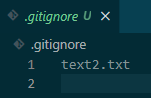 .gitignore U ×
.gitignore
1 text2.txt
2